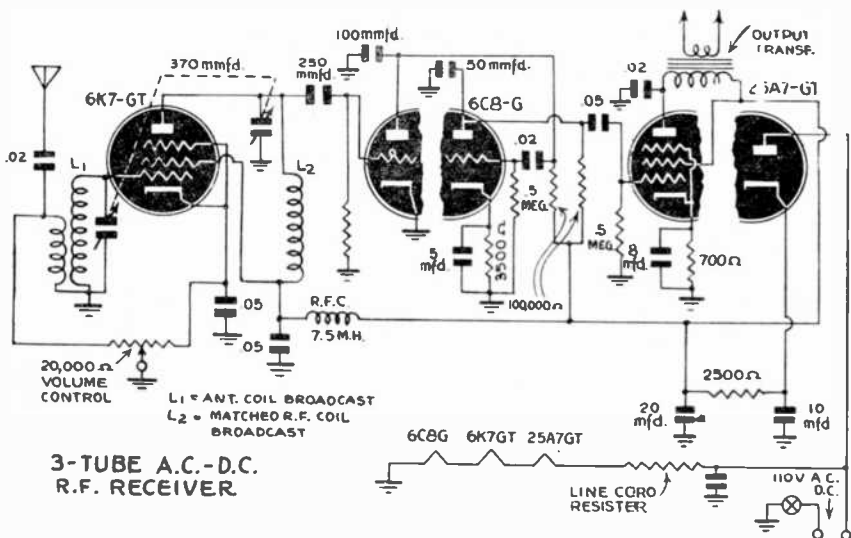 100mmfd.
370 mmfd.
250
mmfd.
50mmfd.
OUTPUT
TRANSF.
6K7-GT
6C8-G
.02
25A7-GT
.05
.02
L1
L2
.02
.5
MEG.
.5
MEG.
5
mfd.
3500Ω
8
mfd.
700Ω
100,000Ω
.05
R.F.C.
7.5 M.H.
.05
20,000Ω
VOLUME
CONTROL
2500Ω
L1 = ANT. COIL BROADCAST
L2 = MATCHED R.F. COIL
BROADCAST
20
mfd.
10
mfd
3-TUBE A.C.-D.C.
R.F. RECEIVER
6C8G 6K7GT 25A7GT
LINE CORD
RESISTER
110V A.C.
D.C.